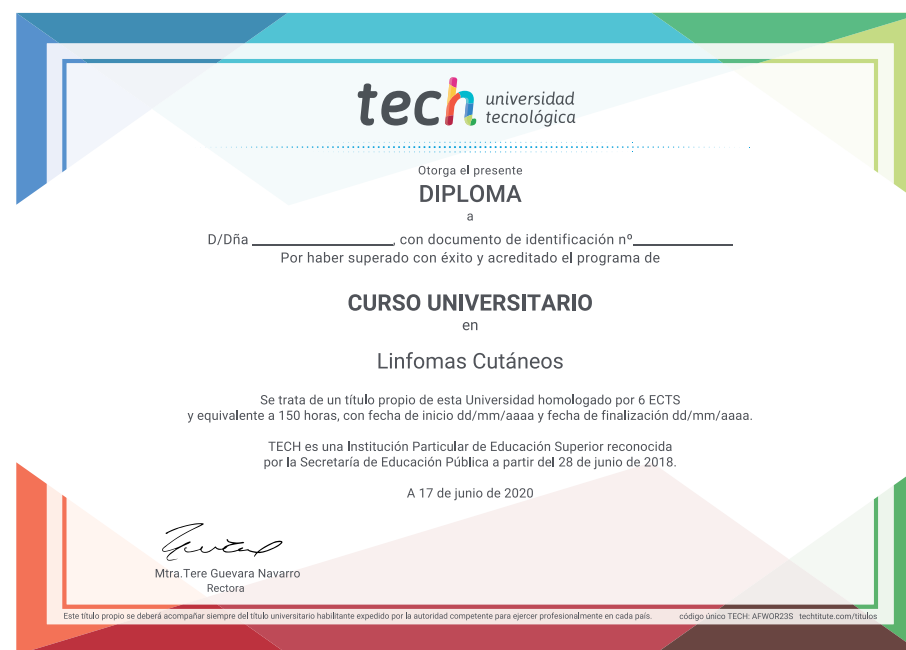 tech universidad
tecnológica
Otorga el presente
DIPLOMA
a
D/Dña ________________, con documento de identificación nº____________
Por haber superado con éxito y acreditado el programa de
CURSO UNIVERSITARIO
en
Linfomas Cutáneos
Se trata de un título propio de esta Universidad homologado por 6 ECTS
y equivalente a 150 horas, con fecha de inicio dd/mm/aaaa y fecha de finalización dd/mm/aaaa.
TECH es una Institución Particular de Educación Superior reconocida
por la Secretaría de Educación Pública a partir del 28 de junio de 2018.
A 17 de junio de 2020
Mtra.Tere Guevara Navarro
Rectora
Este título propio se deberá acompañar siempre del título universitario habilitante expedido por la autoridad competente para ejercer profesionalmente en cada país. código único TECH: AFWOR23S techtitute.com/titulos